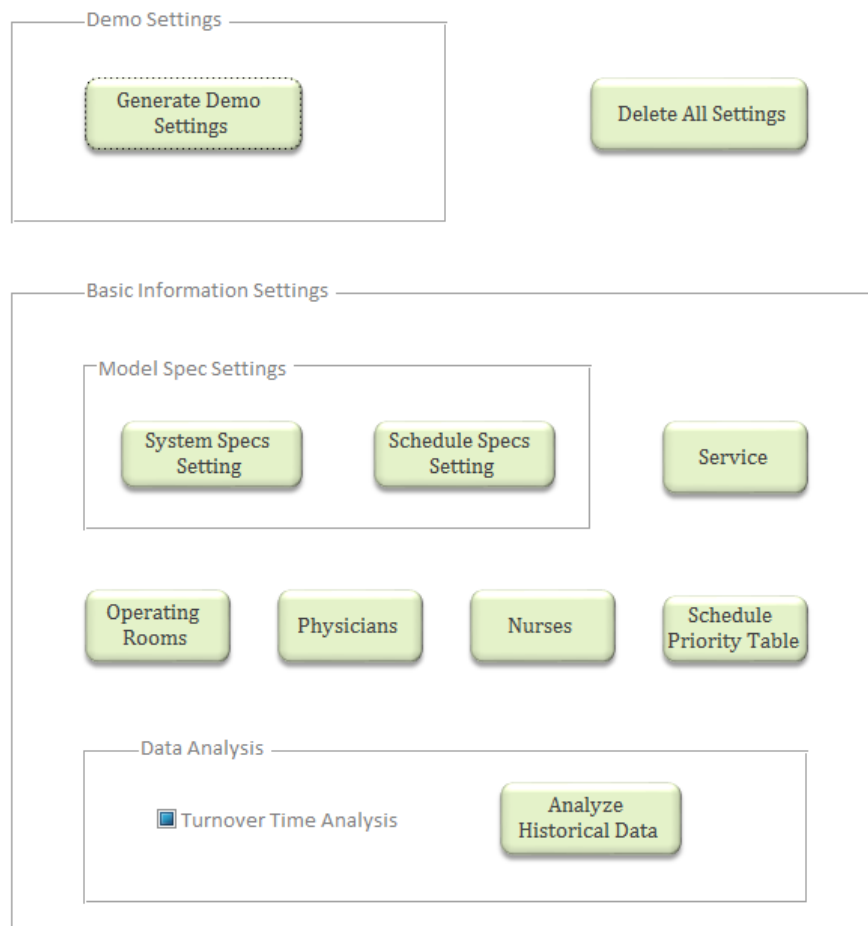 Demo Settings
Generate Demo
Settings
Delete All Settings
Basic Information Settings
Model Spec Settings
System Specs
Setting
Schedule Specs
Setting
Service
Operating
Rooms
Physicians
Nurses
Schedule
Priority Table
Data Analysis
Turnover Time Analysis
Analyze
Historical Data